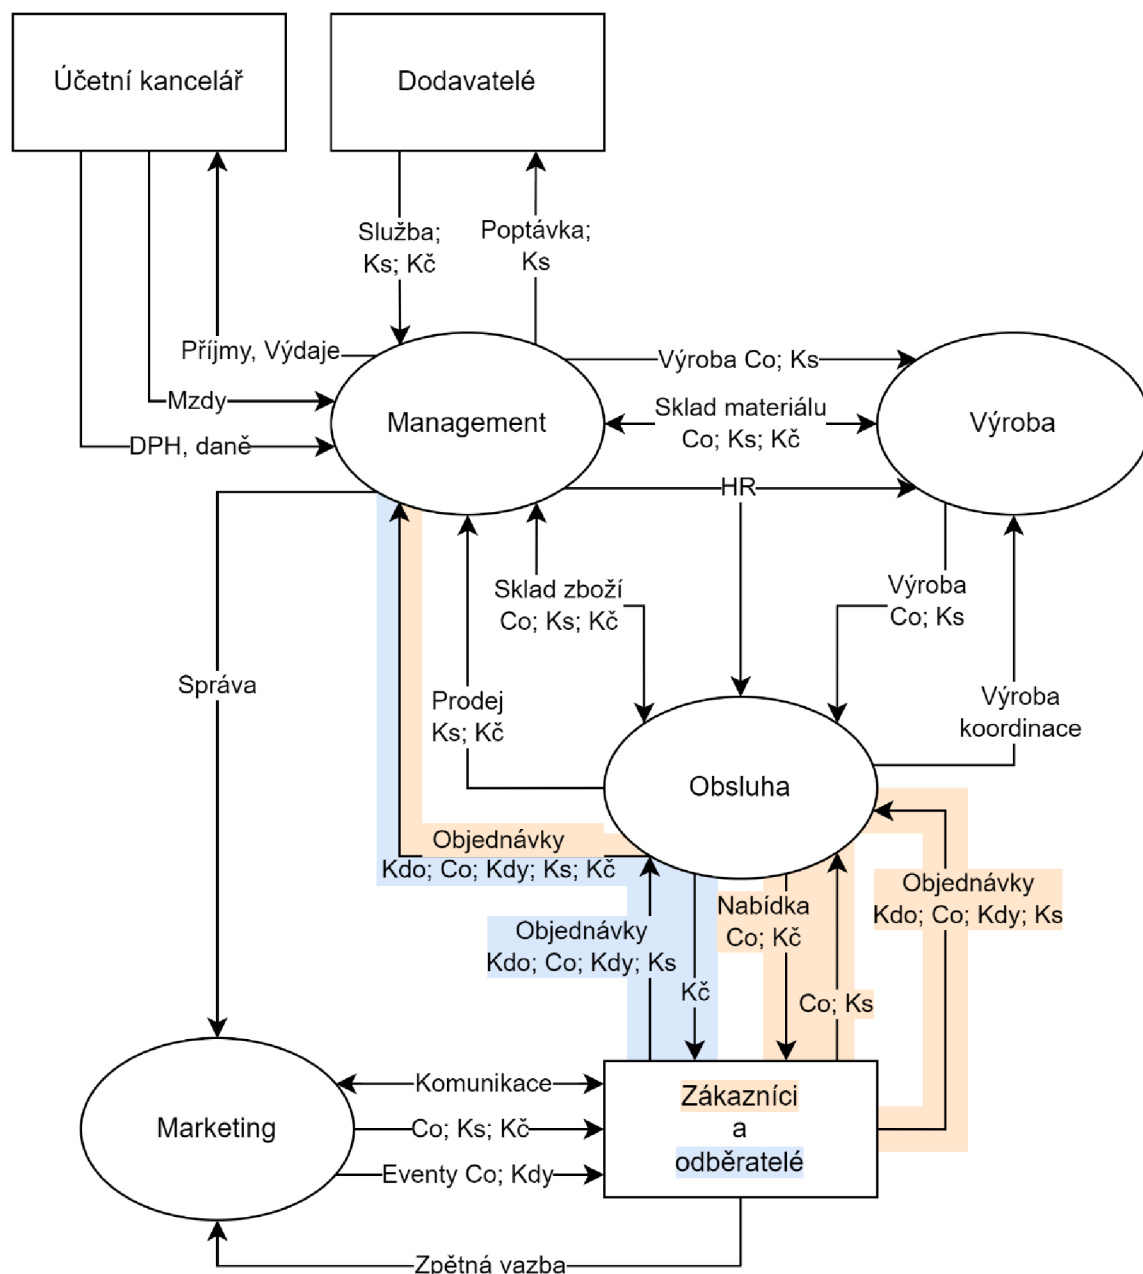 Účetní kancelář
Dodavatelé
Služba;
Ks; Kč
Poptávka;
Ks
Příjmy, Výdaje
Mzdy
DPH, daně
Management
Výroba Co; Ks
Sklad materiálu
Co; Ks; Kč
HR
Výroba
Sklad zboží
Co; Ks; Kč
Výroba
Co; Ks
Správa
Prodej
Ks; Kč
Výroba
koordinace
Obsluha
Objednávky
Kdo; Co; Kdy; Ks; Kč
Objednávky
Kdo; Co; Kdy; Ks
Kč
Nabídka
Co; Kč
Co; Ks
Objednávky
Kdo; Co; Kdy; Ks
Marketing
Komunikace
Co; Ks; Kč
Eventy Co; Kdy
Zákazníci
a
odběratelé
Zpětná vazba